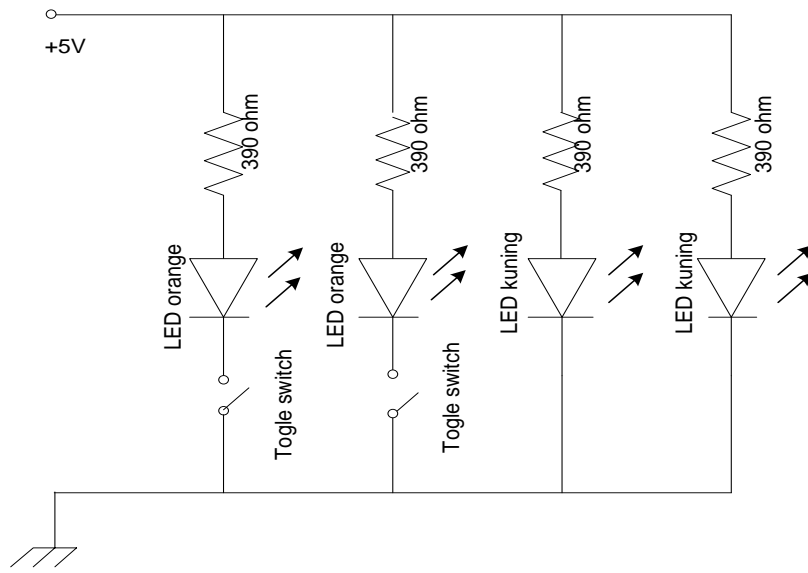 +5V
390 ohm
390 ohm
390 ohm
390 ohm
LED orange
LED orange
LED kuning
LED kuning
Togle switch
Togle switch